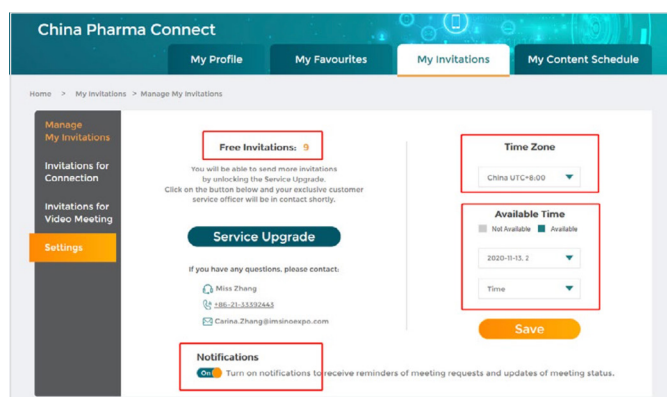 China Pharma Connect
My Profile
My Favourites
My Invitations
My Content Schedule
Home > My Invitations > Manage My Invitations
Manage
My Invitations
Invitations for
Connection
Invitations for
Video Meeting
Settings
Free Invitations: 9
You will be able to send more invitations
by unlocking the Service Upgrade.
Click on the button below and your exclusive customer
service officer will be in contact shortly.
Service Upgrade
If you have any questions, please contact:
Miss Zhang
+86-21-33392443
Carina.Zhang@imsinoexpo.com
Time Zone
China UTC+8:00
Available Time
Not Available Available
2020-11-13, 2
Time
Save
Notifications
On Turn on notifications to receive reminders of meeting requests and updates of meeting status.